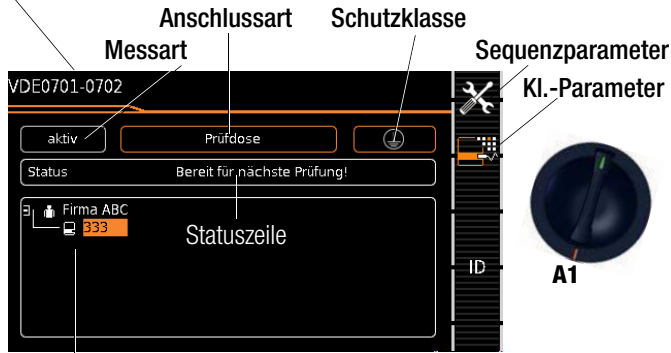 Anschlussart
Schutzklasse
Messart
Sequenzparameter
VDE0701-0702
Kl.-Parameter
aktiv
Prüfdose
Status
Bereit für nächste Prüfung!
Firma ABC
333
Statuszeile
ID
A1